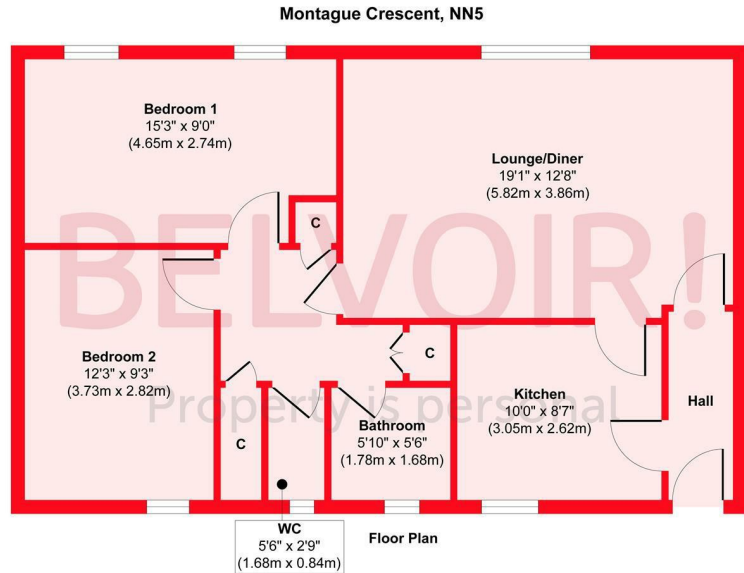 Montague Crescent, NN5
Bedroom 1
15'3" x 9'0"
(4.65m x 2.74m)
Lounge/Diner
19'1" x 12'8"
(5.82m x 3.86m)
C
BELVOIR!
Bedroom 2
12'3" x 9'3"
(3.73m x 2.82m)
C
Kitchen
10'0" x 8'7"
(3.05m x 2.62m)
Hall
Property is personal
C
Bathroom
5'10" x 5'6"
(1.78m x 1.68m)
WC
5'6" x 2'9"
(1.68m x 0.84m)
Floor Plan